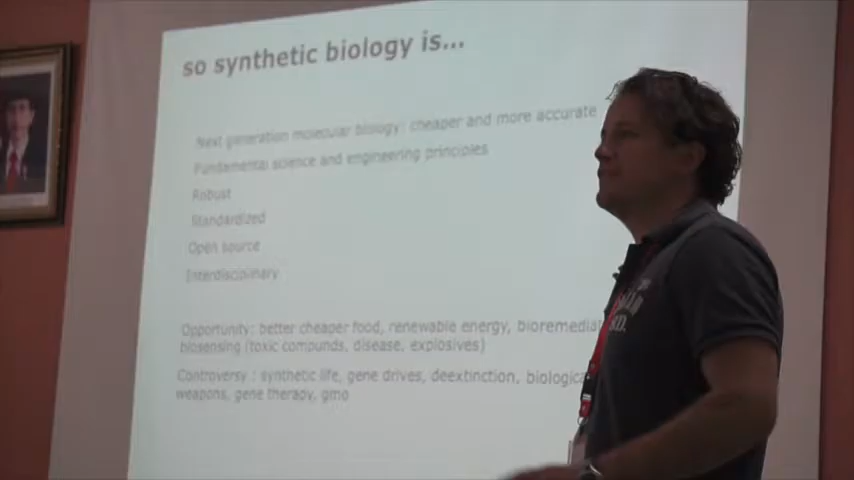 so synthetic biology is...
Next generation molecular biology: cheaper and more accurate
Fundamental science and engineering principles
Robust
Standardized
Open source
Interdisciplinary
Opportunity: better cheaper food, renewable energy, bioremediat
biosensing (toxic compunds, disease, explosives)
Controversy : synthetic life, gene drives, deextinction, biologic
weapons, gene therapy, gmo